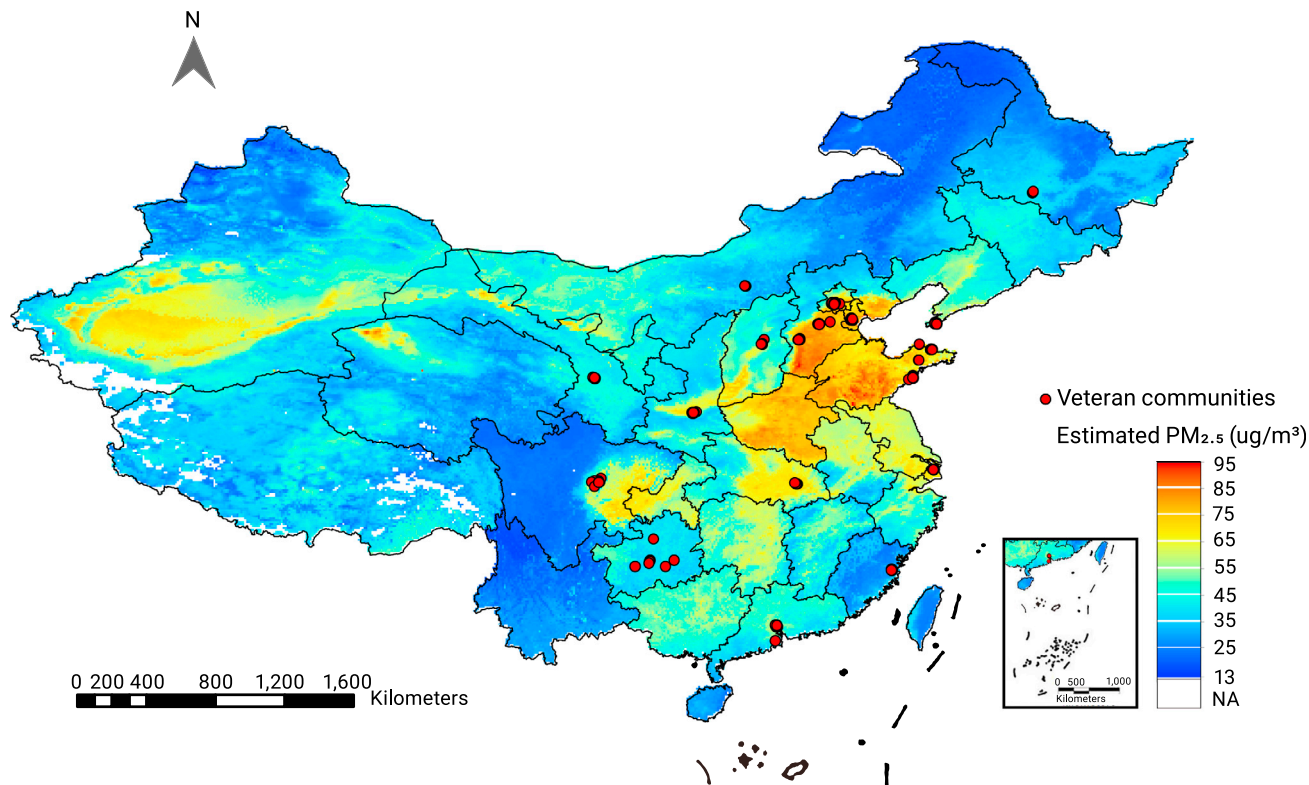 N
Veteran communities
Estimated PM₂.₅ (ug/m³)
95
85
75
65
55
45
35
25
13
NA
0 500 1,000
Kilometers
0 200 400 800 1,200 1,600 Kilometers